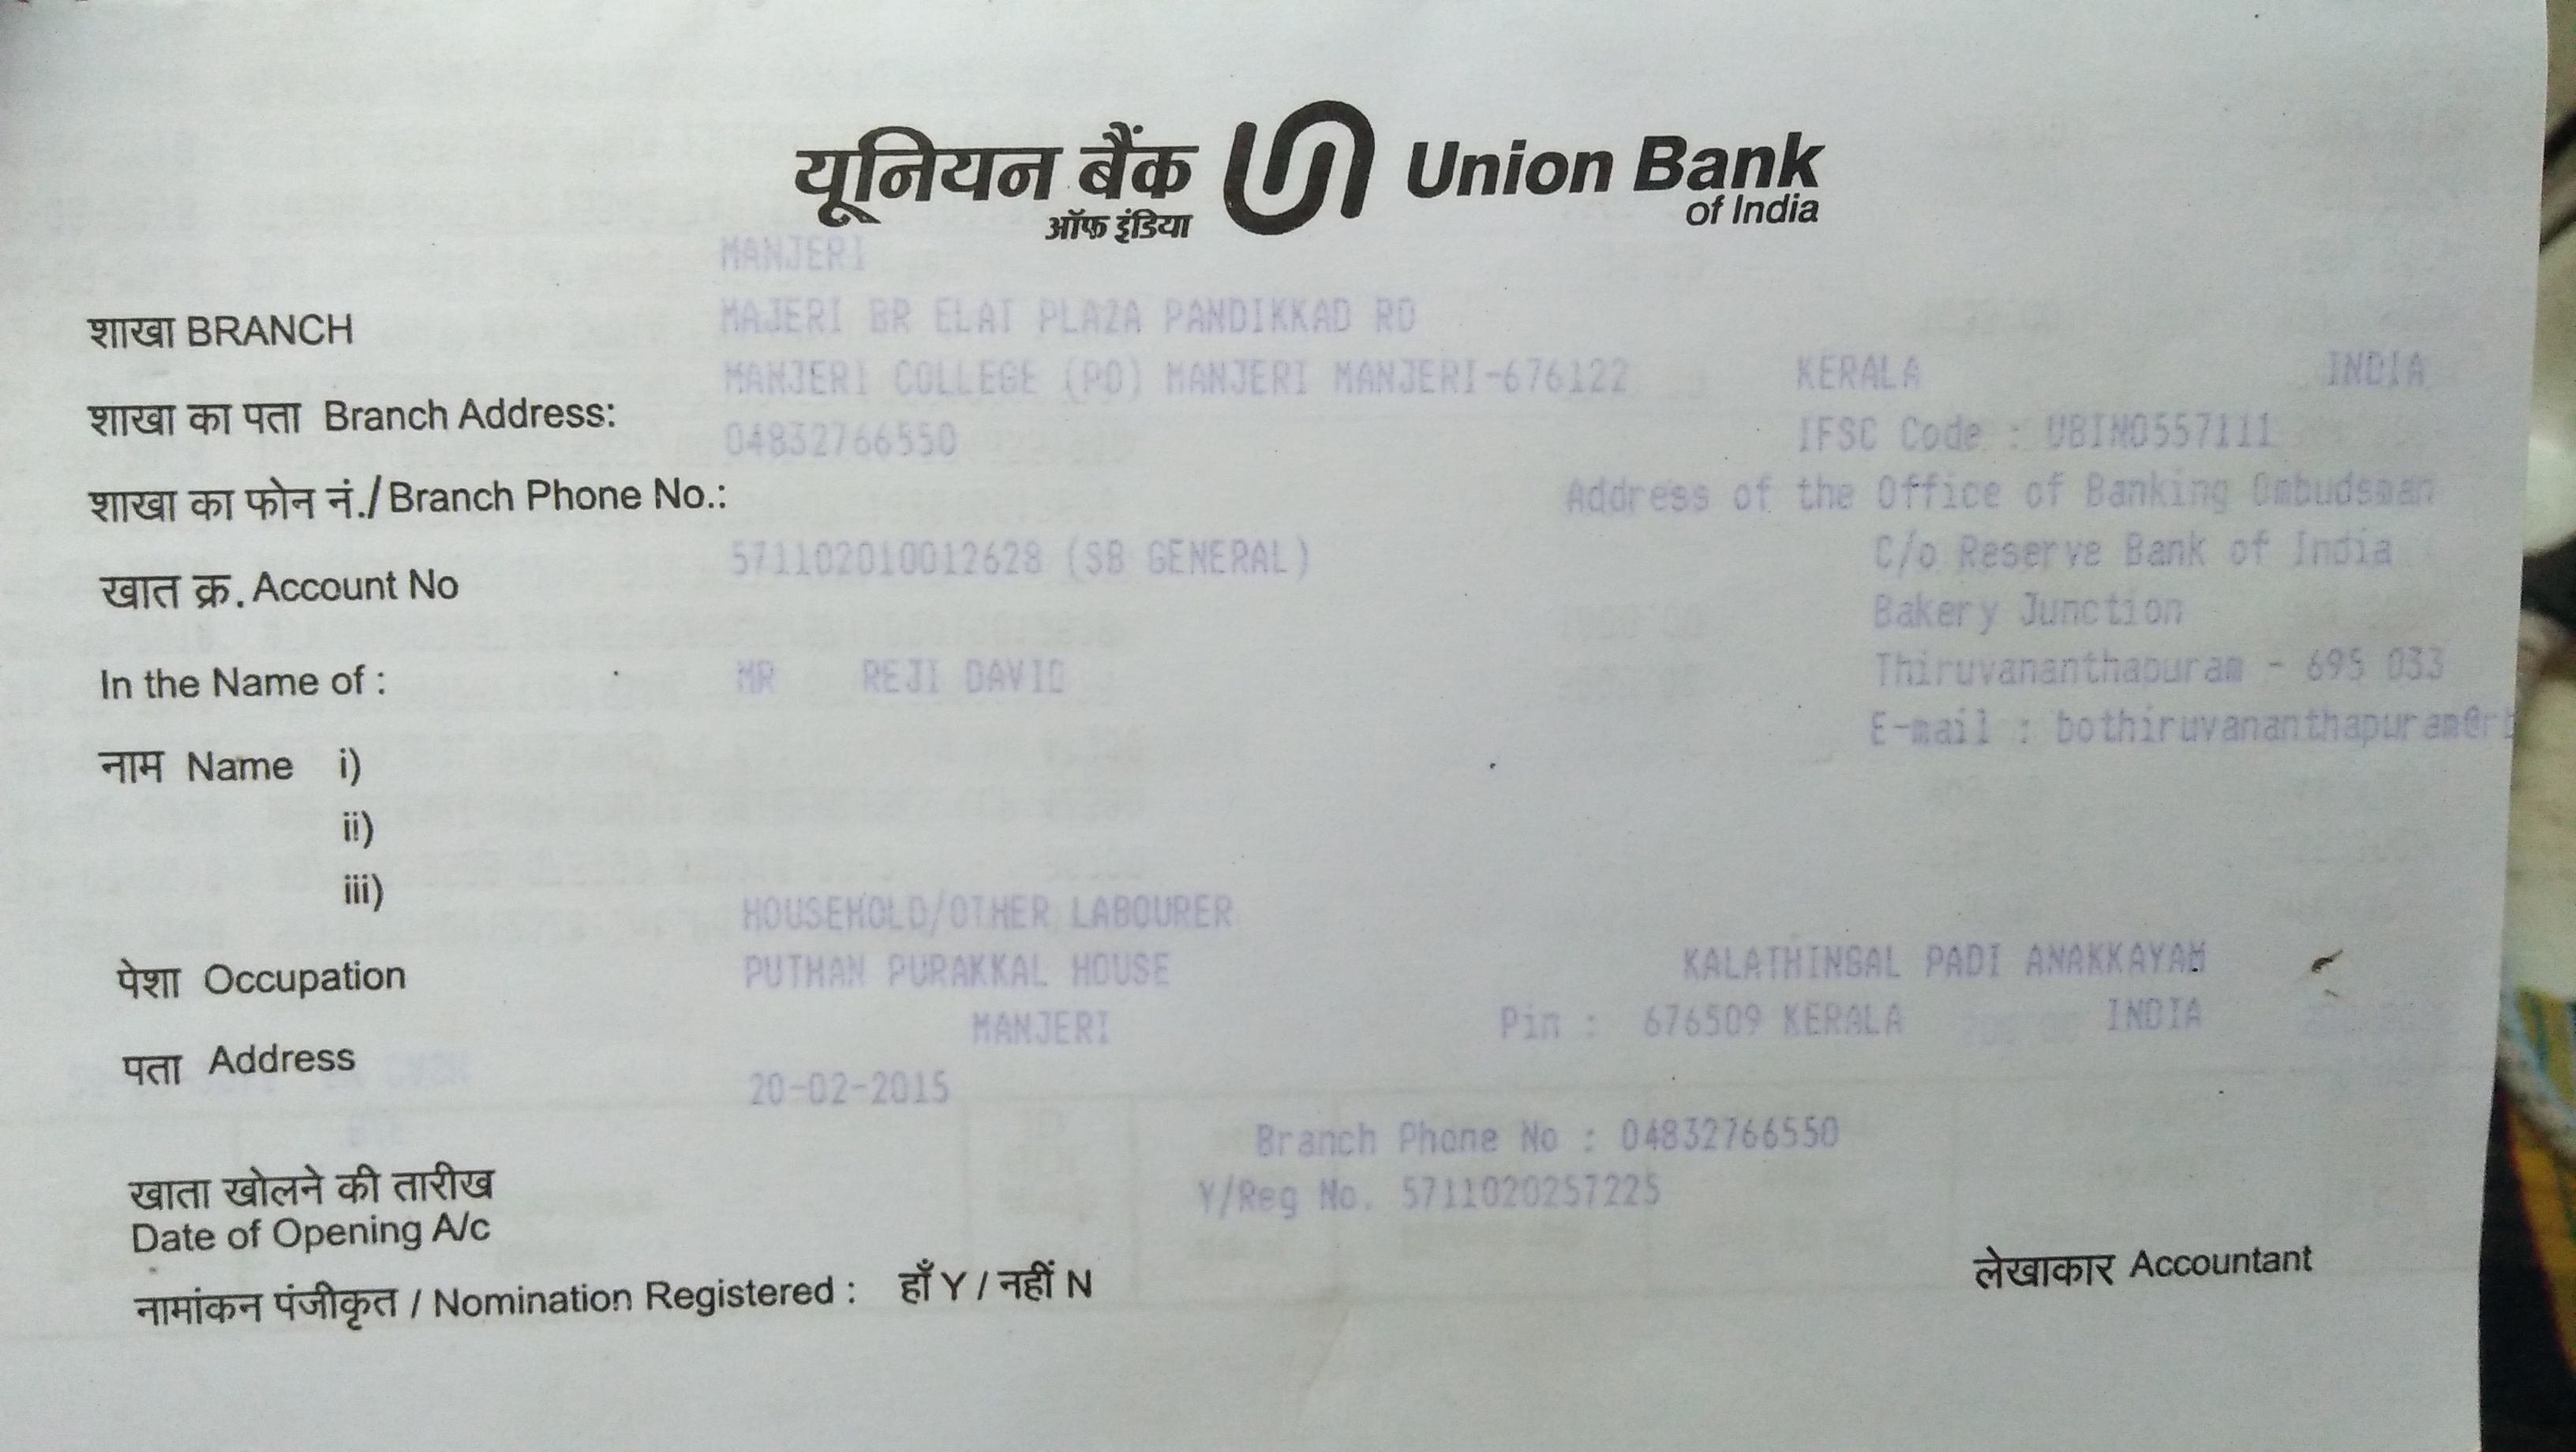 यूनियन बैंक Union Bank
ऑफ इंडिया of India
MANJERI
शाखा BRANCH MAJERI BR ELAT PLAZA PANDIKKAD RD
MANJERI COLLEGE (PO) MANJERI MANJERI-676122 KERALA INDIA
शाखा का पता Branch Address:
04832766550 IFSC Code : UBIN0557111
शाखा का फोन नं./Branch Phone No.: Address of the Office of Banking Ombudsman
571102010012628 (SB GENERAL) C/o Reserve Bank of India
खात क्र. Account No Bakery Junction
In the Name of : MR REJI DAVID Thiruvananthapuram - 695 033
E-mail : bothiruvananthapuram@rb
नाम Name i)
ii)
iii)
HOUSEHOLD/OTHER LABOURER
पेशा Occupation PUTHAN PURAKKAL HOUSE KALATHINGAL PADI ANAKKAYAM
MANJERI Pin : 676509 KERALA INDIA
पता Address
20-02-2015
Branch Phone No : 04832766550
खाता खोलने की तारीख Y/Reg No. 5711020257225
Date of Opening A/c
नामांकन पंजीकृत / Nomination Registered : हाँ Y / नहीं N लेखाकार Accountant